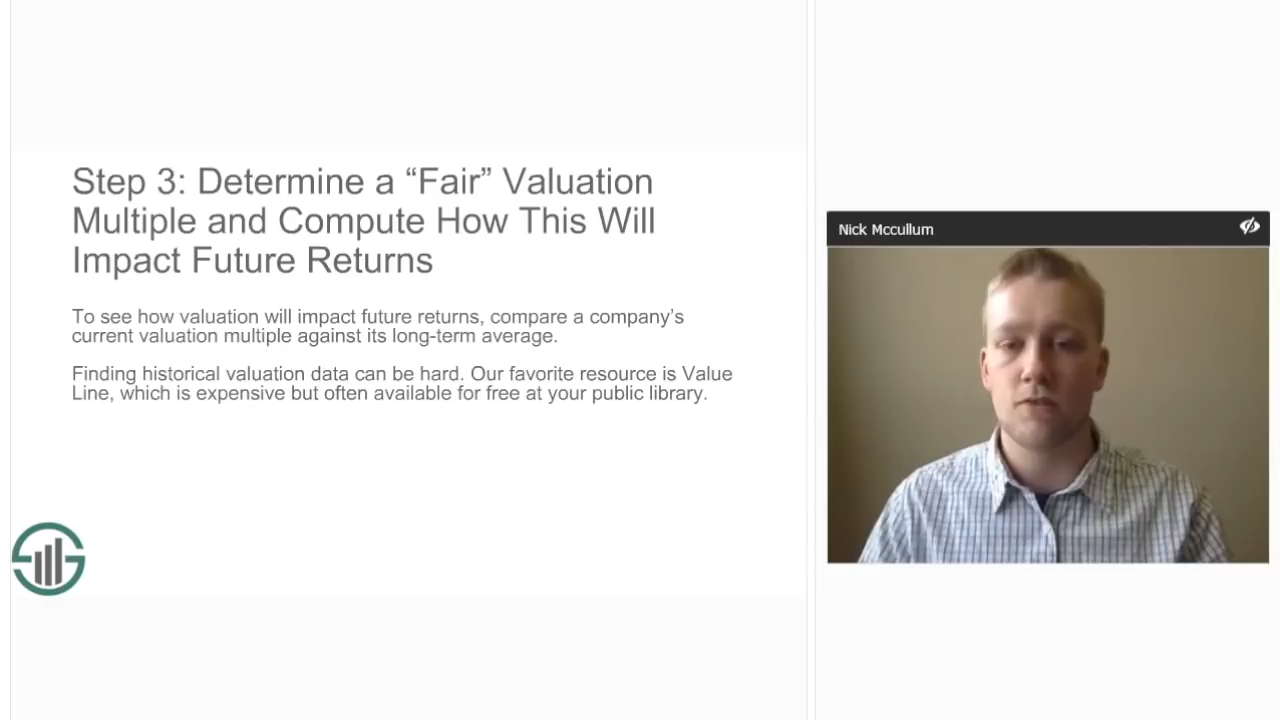 Step 3: Determine a “Fair” Valuation
Multiple and Compute How This Will
Impact Future Returns
To see how valuation will impact future returns, compare a company’s
current valuation multiple against its long-term average.
Finding historical valuation data can be hard. Our favorite resource is Value
Line, which is expensive but often available for free at your public library.
Nick Mccullum